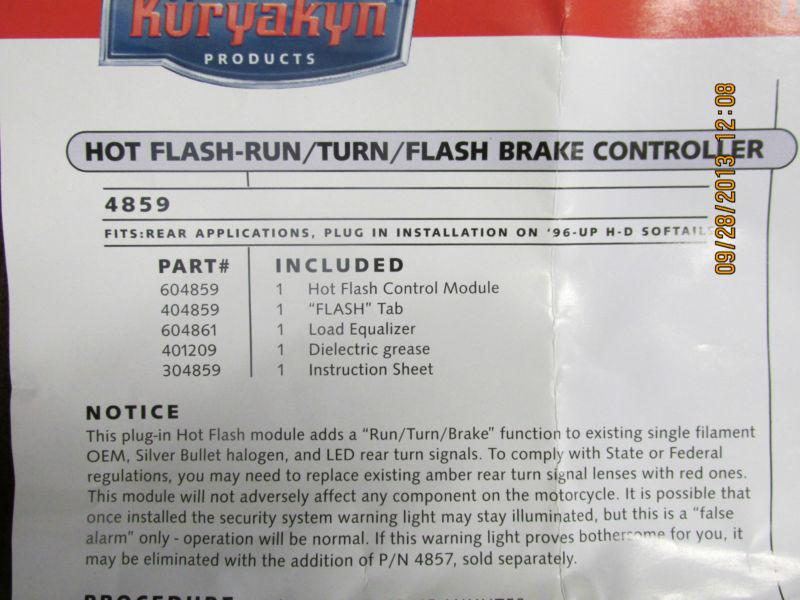 Küryakyn
PRODUCTS
HOT FLASH-RUN/TURN/FLASH BRAKE CONTROLLER
4859
FITS:REAR APPLICATIONS, PLUG IN INSTALLATION ON '96-UP H-D SOFTAILS
PART# INCLUDED
604859 1 Hot Flash Control Module
404859 1 "FLASH" Tab
604861 1 Load Equalizer
401209 1 Dielectric grease
304859 1 Instruction Sheet
NOTICE
This plug-in Hot Flash module adds a "Run/Turn/Brake" function to existing single filament
OEM, Silver Bullet halogen, and LED rear turn signals. To comply with State or Federal
regulations, you may need to replace existing amber rear turn signal lenses with red ones.
This module will not adversely affect any component on the motorcycle. It is possible that
once installed the security system warning light may stay illuminated, but this is a "false
alarm" only - operation will be normal. If this warning light proves bothersome for you, it
may be eliminated with the addition of P/N 4857, sold separately.
PROCEDURE
09/28/2013 12:08